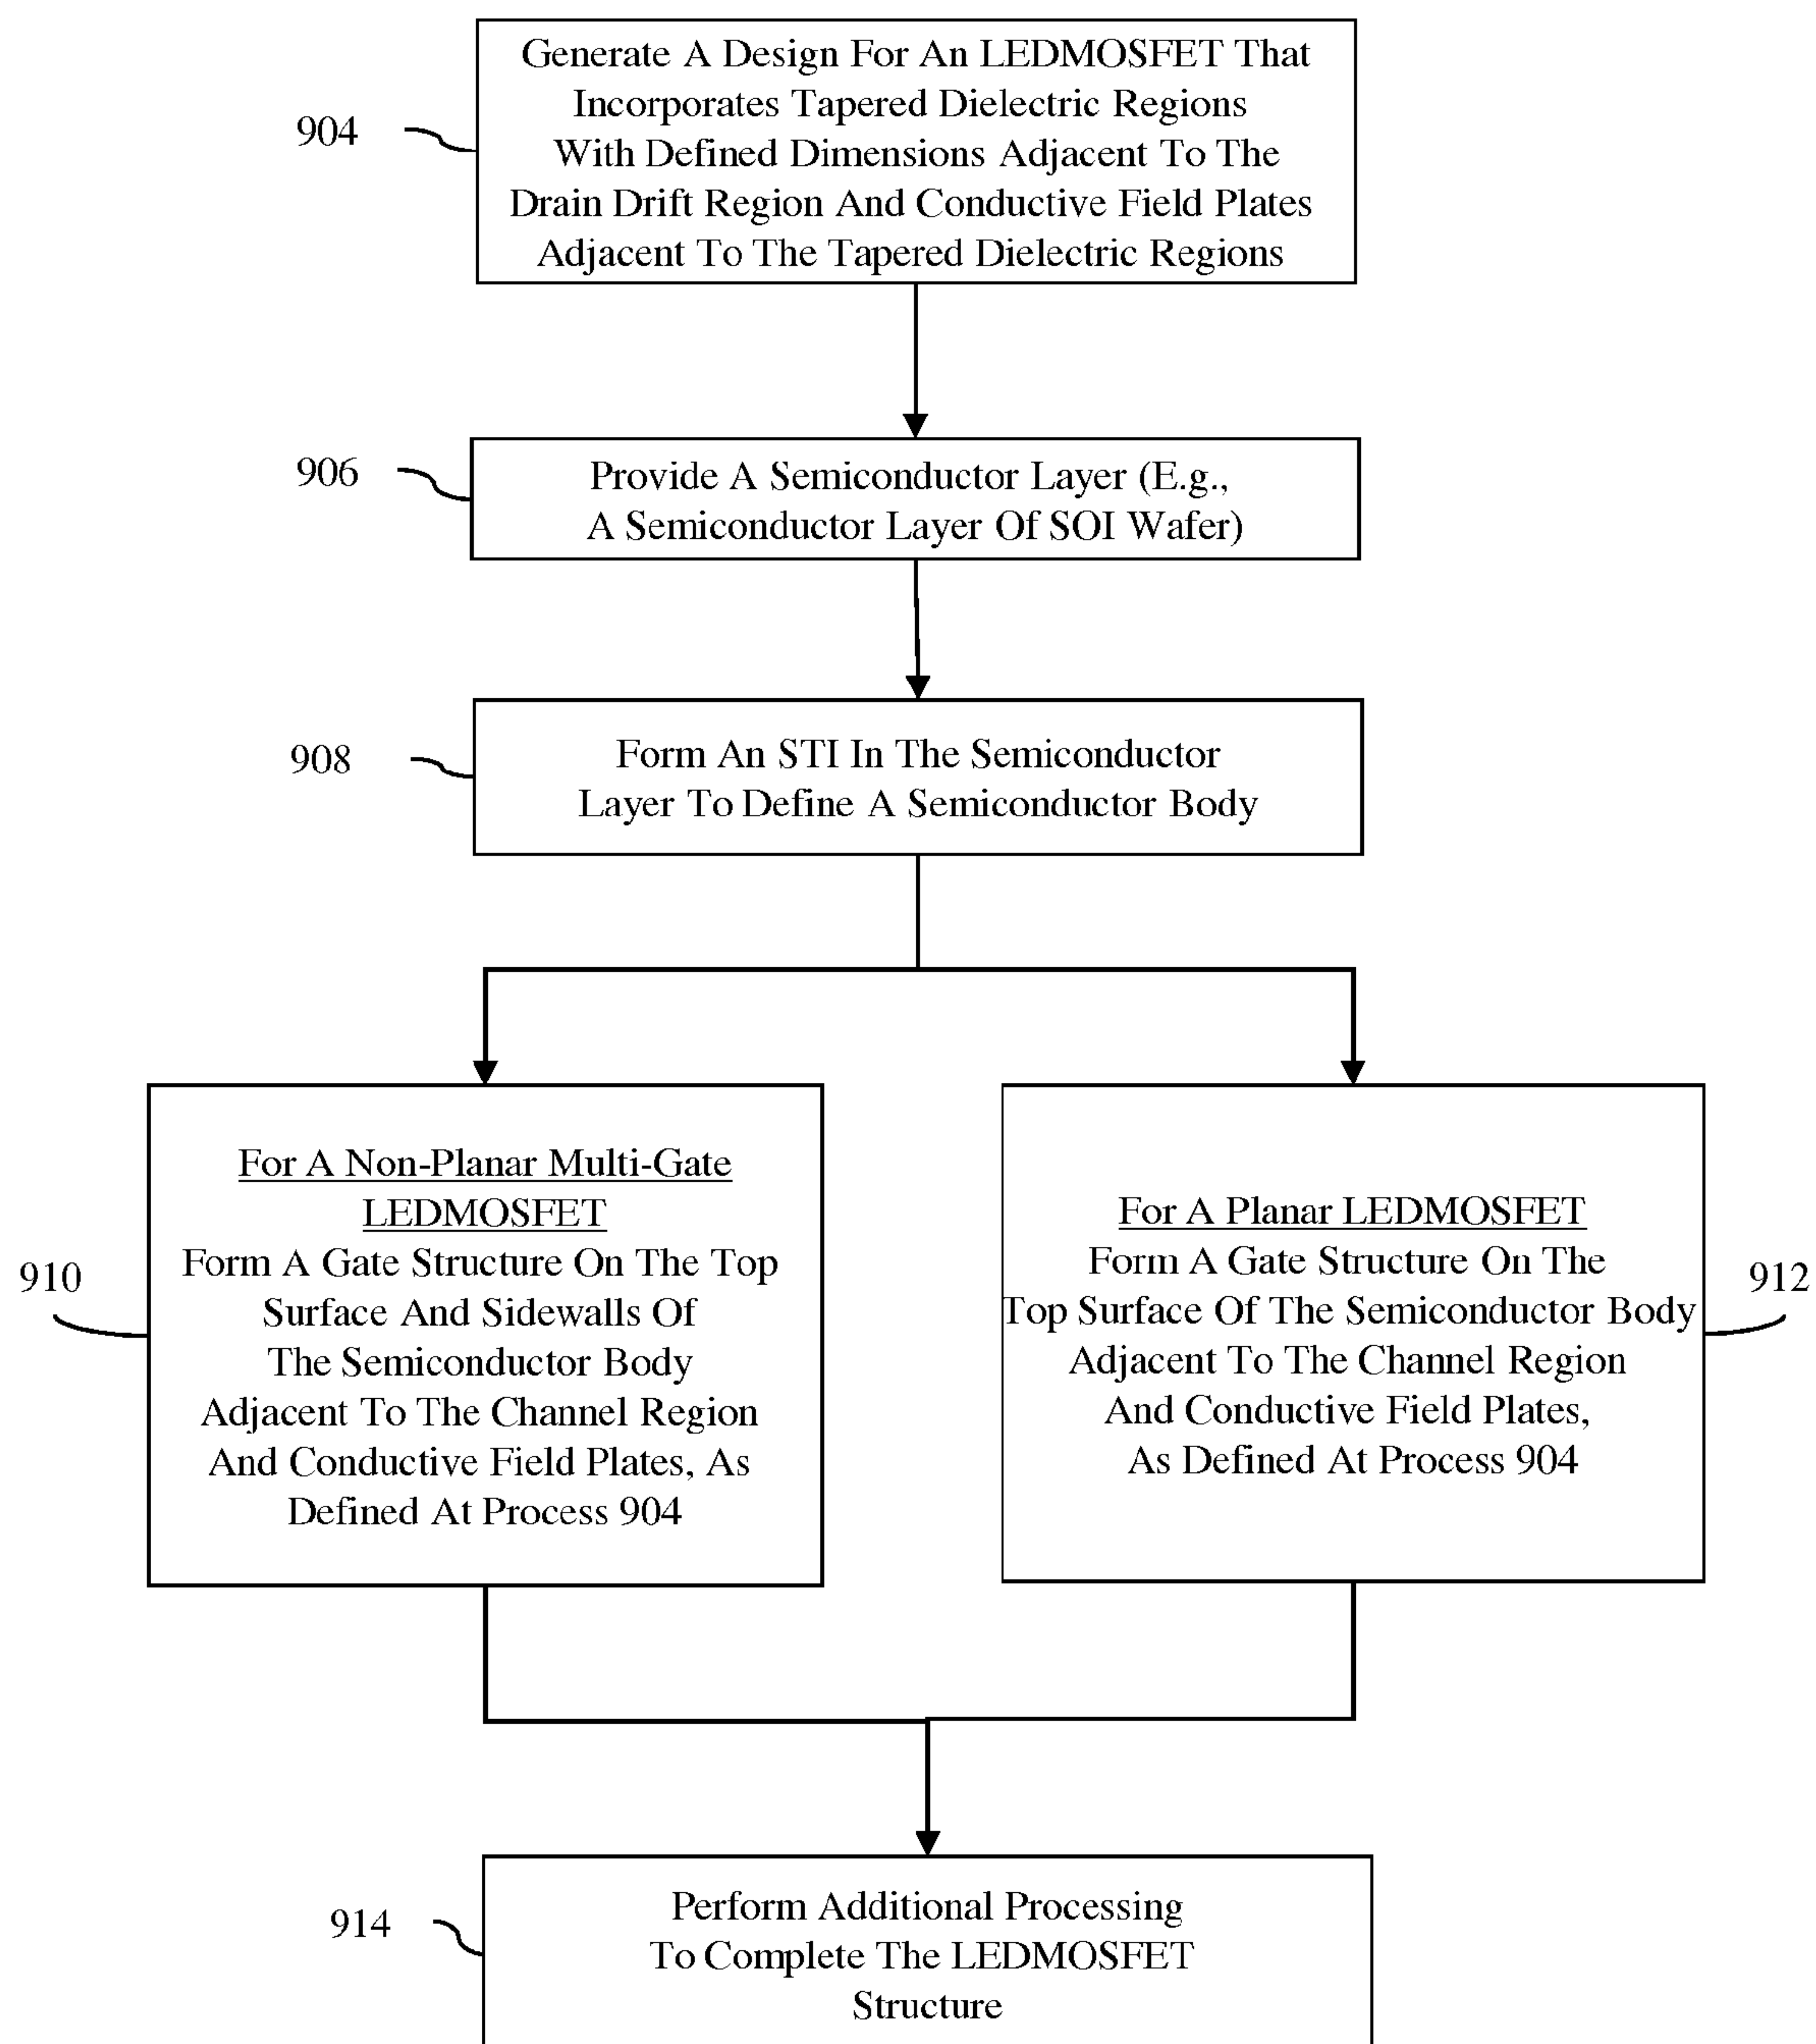 Generate A Design For An LEDMOSFET That
Incorporates Tapered Dielectric Regions
With Defined Dimensions Adjacent To The
Drain Drift Region And Conductive Field Plates
Adjacent To The Tapered Dielectric Regions
904
Provide A Semiconductor Layer (E.g.,
A Semiconductor Layer Of SOI Wafer)
906
Form An STI In The Semiconductor
Layer To Define A Semiconductor Body
908
For A Non-Planar Multi-Gate
LEDMOSFET
Form A Gate Structure On The Top
Surface And Sidewalls Of
The Semiconductor Body
Adjacent To The Channel Region
And Conductive Field Plates, As
Defined At Process 904
910
For A Planar LEDMOSFET
Form A Gate Structure On The
Top Surface Of The Semiconductor Body
Adjacent To The Channel Region
And Conductive Field Plates,
As Defined At Process 904
912
Perform Additional Processing
To Complete The LEDMOSFET
Structure
914